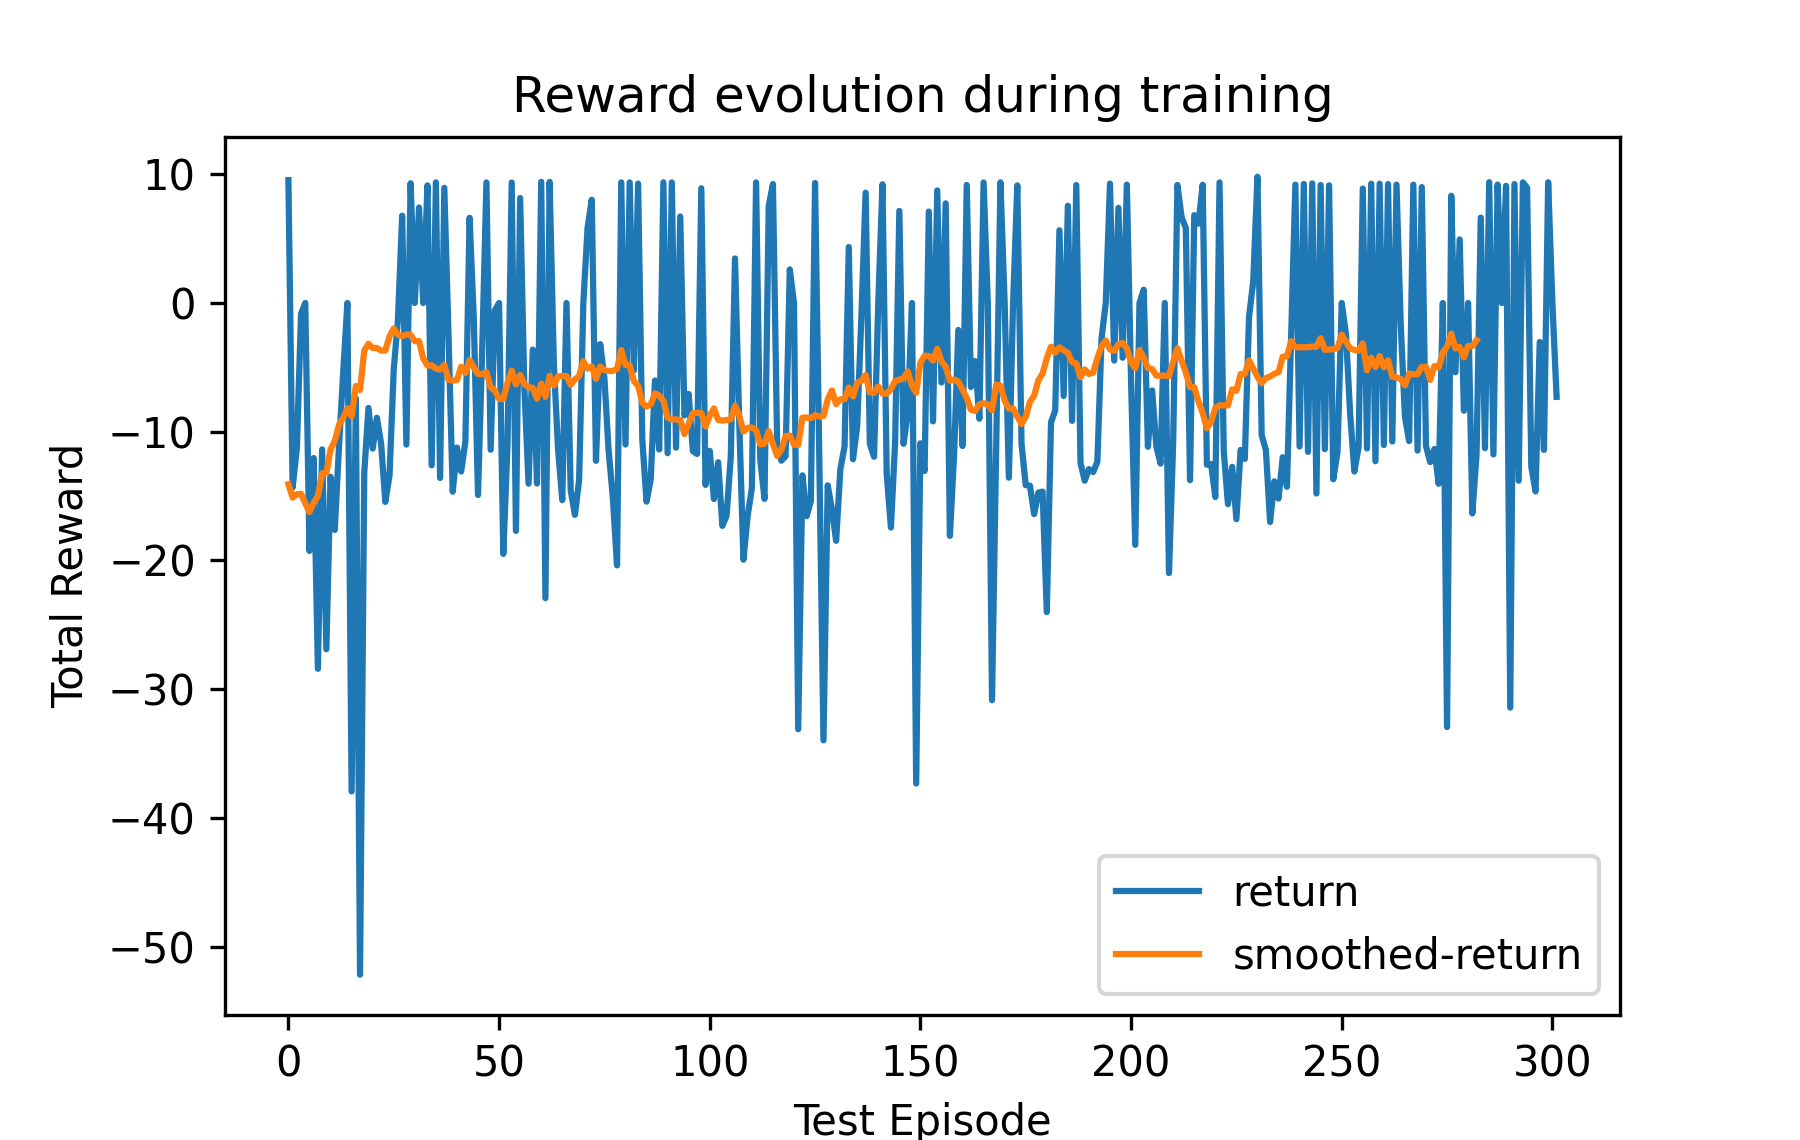 Reward evolution during training
10
0
−10
−20
−30
−40
−50
Total Reward
return
smoothed-return
0 50 100 150 200 250 300
Test Episode